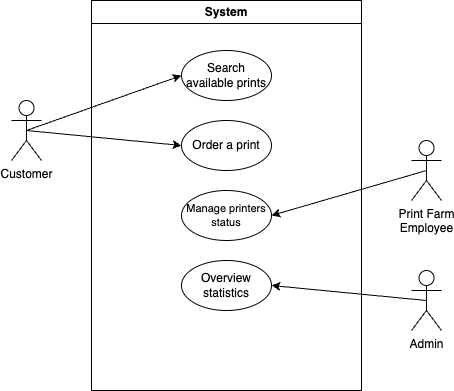 System
Search
available prints
Order a print
Customer
Manage printers
status
Print Farm
Employee
Overview
statistics
Admin